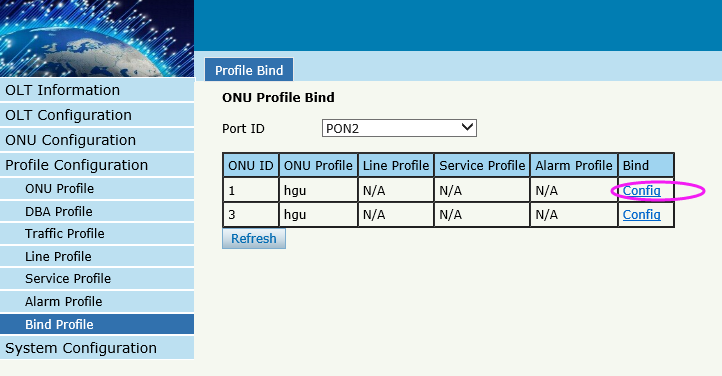 Profile Bind
OLT Information
OLT Configuration
ONU Configuration
Profile Configuration
ONU Profile
DBA Profile
Traffic Profile
Line Profile
Service Profile
Alarm Profile
Bind Profile
System Configuration
ONU Profile Bind
Port ID PON2
ONU ID ONU Profile Line Profile Service Profile Alarm Profile Bind
1 hgu N/A N/A N/A Config
3 hgu N/A N/A N/A Config
Refresh